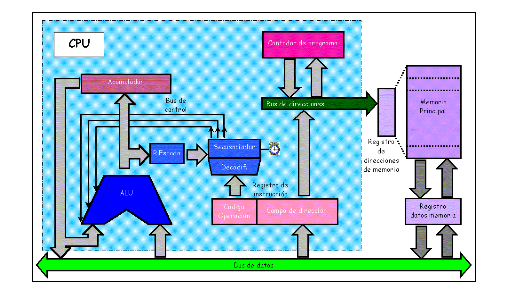 CPU
Contador de programa
Acumulador
Bus de
control
Bus de direcciones
Memoria
Principal
Registro
de
direcciones
de memoria
R.Estado
Secuenciador
Decodif.
Registro de
instrucción
ALU
Código
Operación
Campo de dirección
Registro
datos memoria
Bus de datos